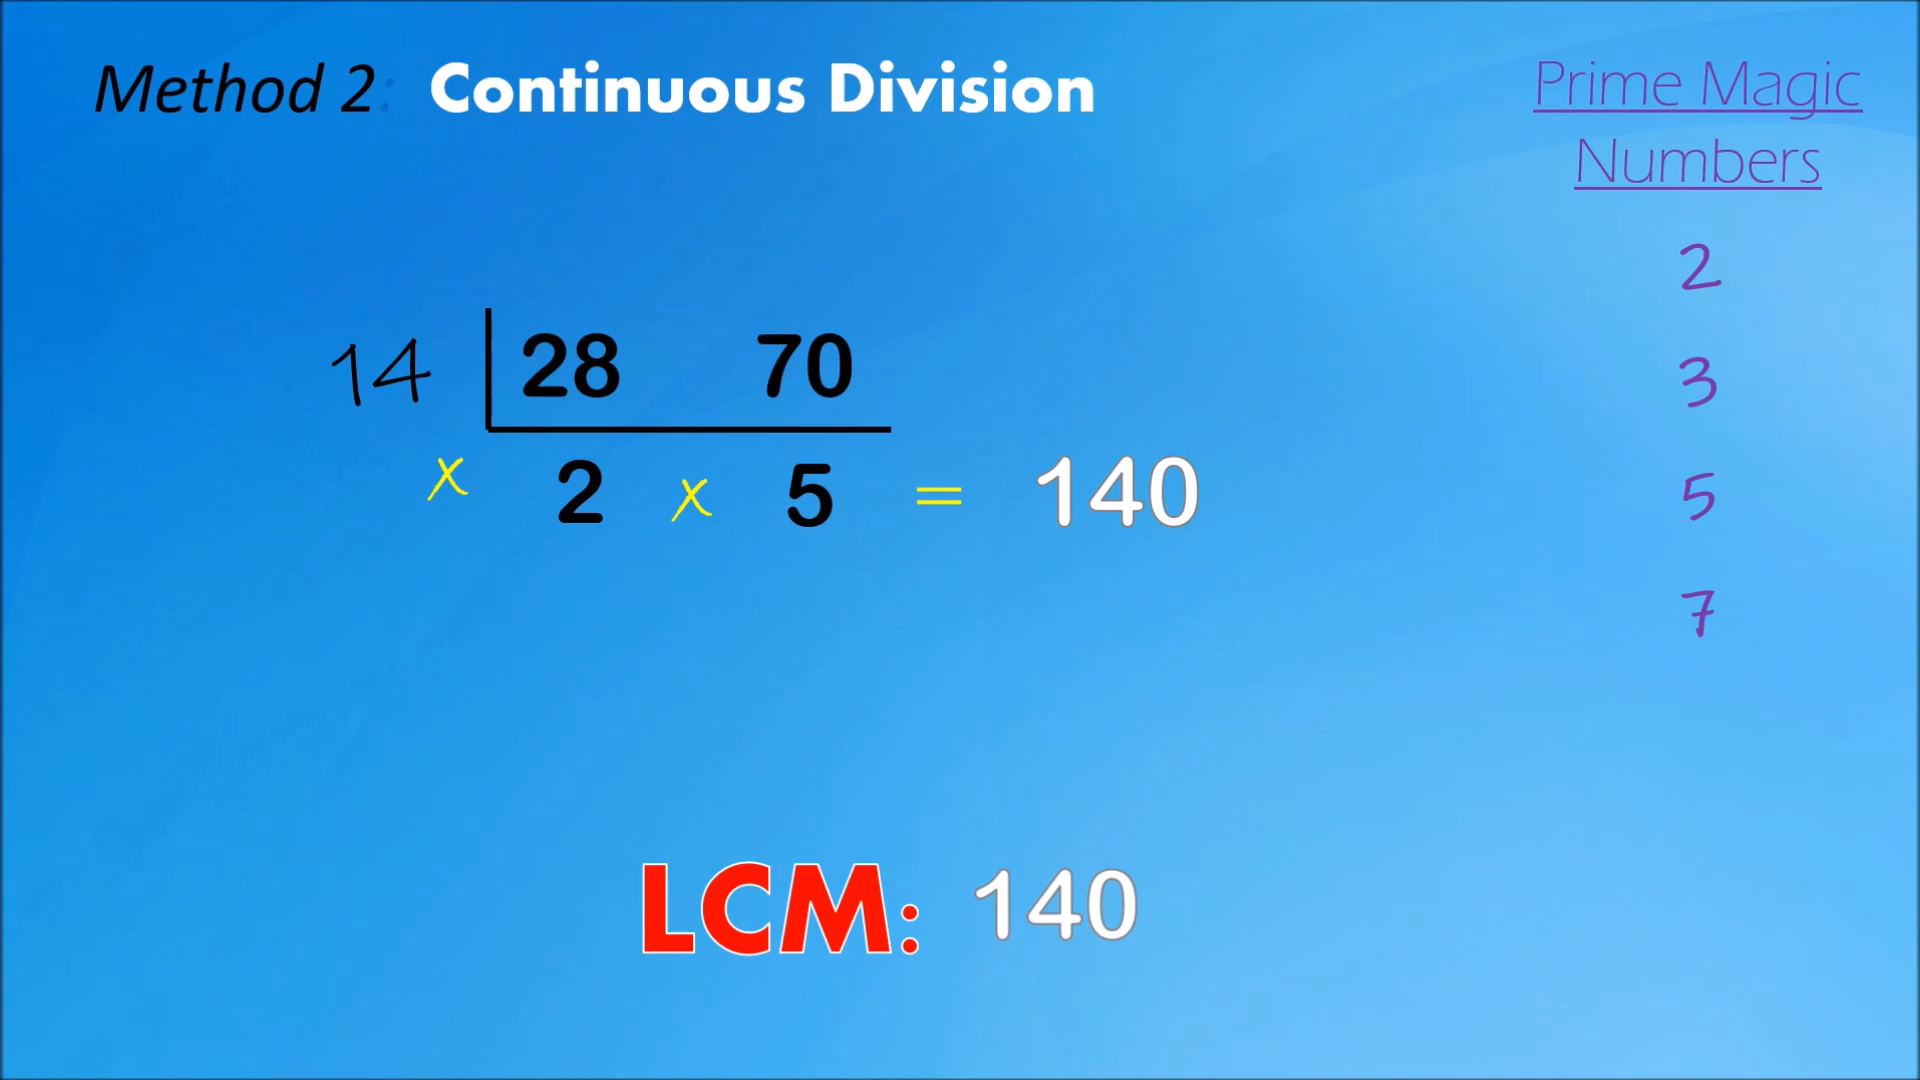 Method 2: Continuous Division
Prime Magic
Numbers
2
3
5
7
14 28 70
x 2 x 5 = 140
LCM: 140